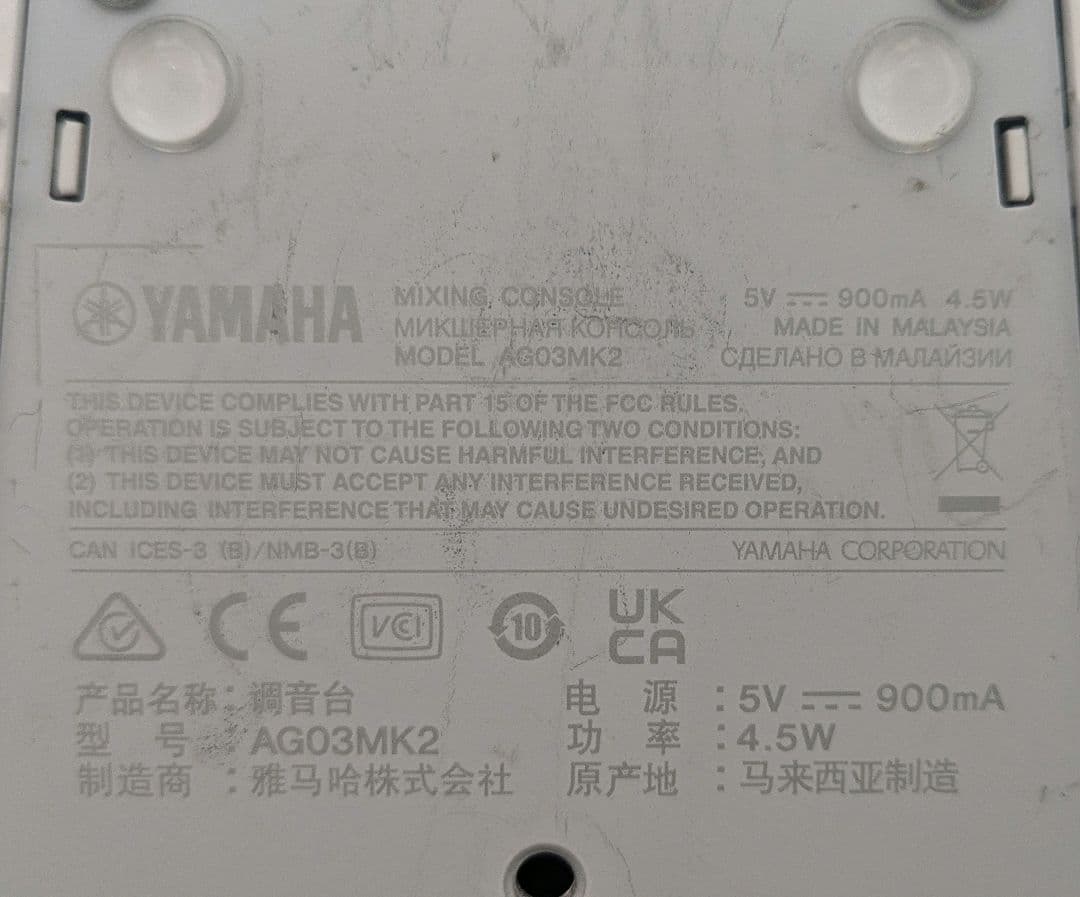 YAMAHA
MIXING CONSOLE
МИКШЕРНАЯ КОНСОЛЬ
MODEL AG03MK2
5V ⎓ 900mA 4.5W
MADE IN MALAYSIA
СДЕЛАНО В МАЛАЙЗИИ
THIS DEVICE COMPLIES WITH PART 15 OF THE FCC RULES.
OPERATION IS SUBJECT TO THE FOLLOWING TWO CONDITIONS:
(1) THIS DEVICE MAY NOT CAUSE HARMFUL INTERFERENCE, AND
(2) THIS DEVICE MUST ACCEPT ANY INTERFERENCE RECEIVED,
INCLUDING INTERFERENCE THAT MAY CAUSE UNDESIRED OPERATION.
CAN ICES-3 (B)/NMB-3(B)
YAMAHA CORPORATION
CE
VCI
10
UK
CA
产品名称：调音台
型 号：AG03MK2
制造商：雅马哈株式会社
电 源：5V ⎓ 900mA
功 率：4.5W
原产地：马来西亚制造